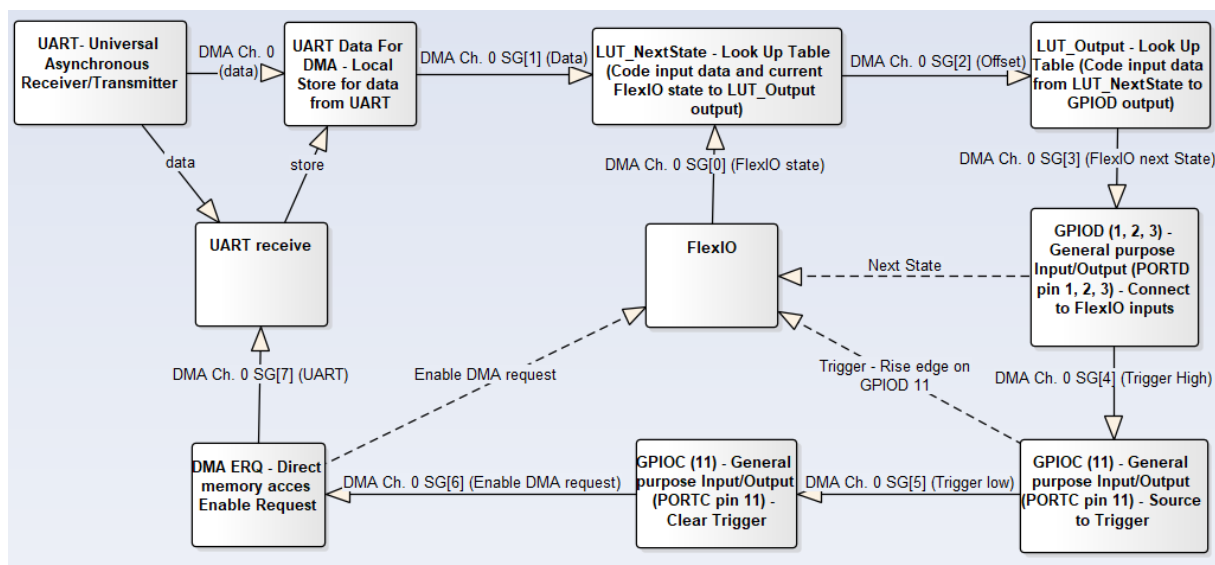 UART- Universal
Asynchronous
Receiver/Transmitter
DMA Ch. 0
(data)
UART Data For
DMA - Local
Store for data
from UART
DMA Ch. 0 SG[1] (Data)
LUT_NextState - Look Up Table
(Code input data and current
FlexIO state to LUT_Output
output)
DMA Ch. 0 SG[2] (Offset)
LUT_Output - Look Up
Table (Code input data
from LUT_NextState to
GPIOD output)
data
store
DMA Ch. 0 SG[0] (FlexIO state)
DMA Ch. 0 SG[3] (FlexIO next State)
UART receive
FlexIO
Next State
GPIOD (1, 2, 3) -
General purpose
Input/Output (PORTD
pin 1, 2, 3) - Connect
to FlexIO inputs
DMA Ch. 0 SG[7] (UART)
Enable DMA request
Trigger - Rise edge on
GPIOD 11
DMA Ch. 0 SG[4] (Trigger High)
DMA ERQ - Direct
memory acces
Enable Request
DMA Ch. 0 SG[6] (Enable DMA request)
GPIOC (11) - General
purpose Input/Output
(PORTC pin 11) -
Clear Trigger
DMA Ch. 0 SG[5] (Trigger low)
GPIOC (11) - General
purpose Input/Output
(PORTC pin 11) - Source
to Trigger